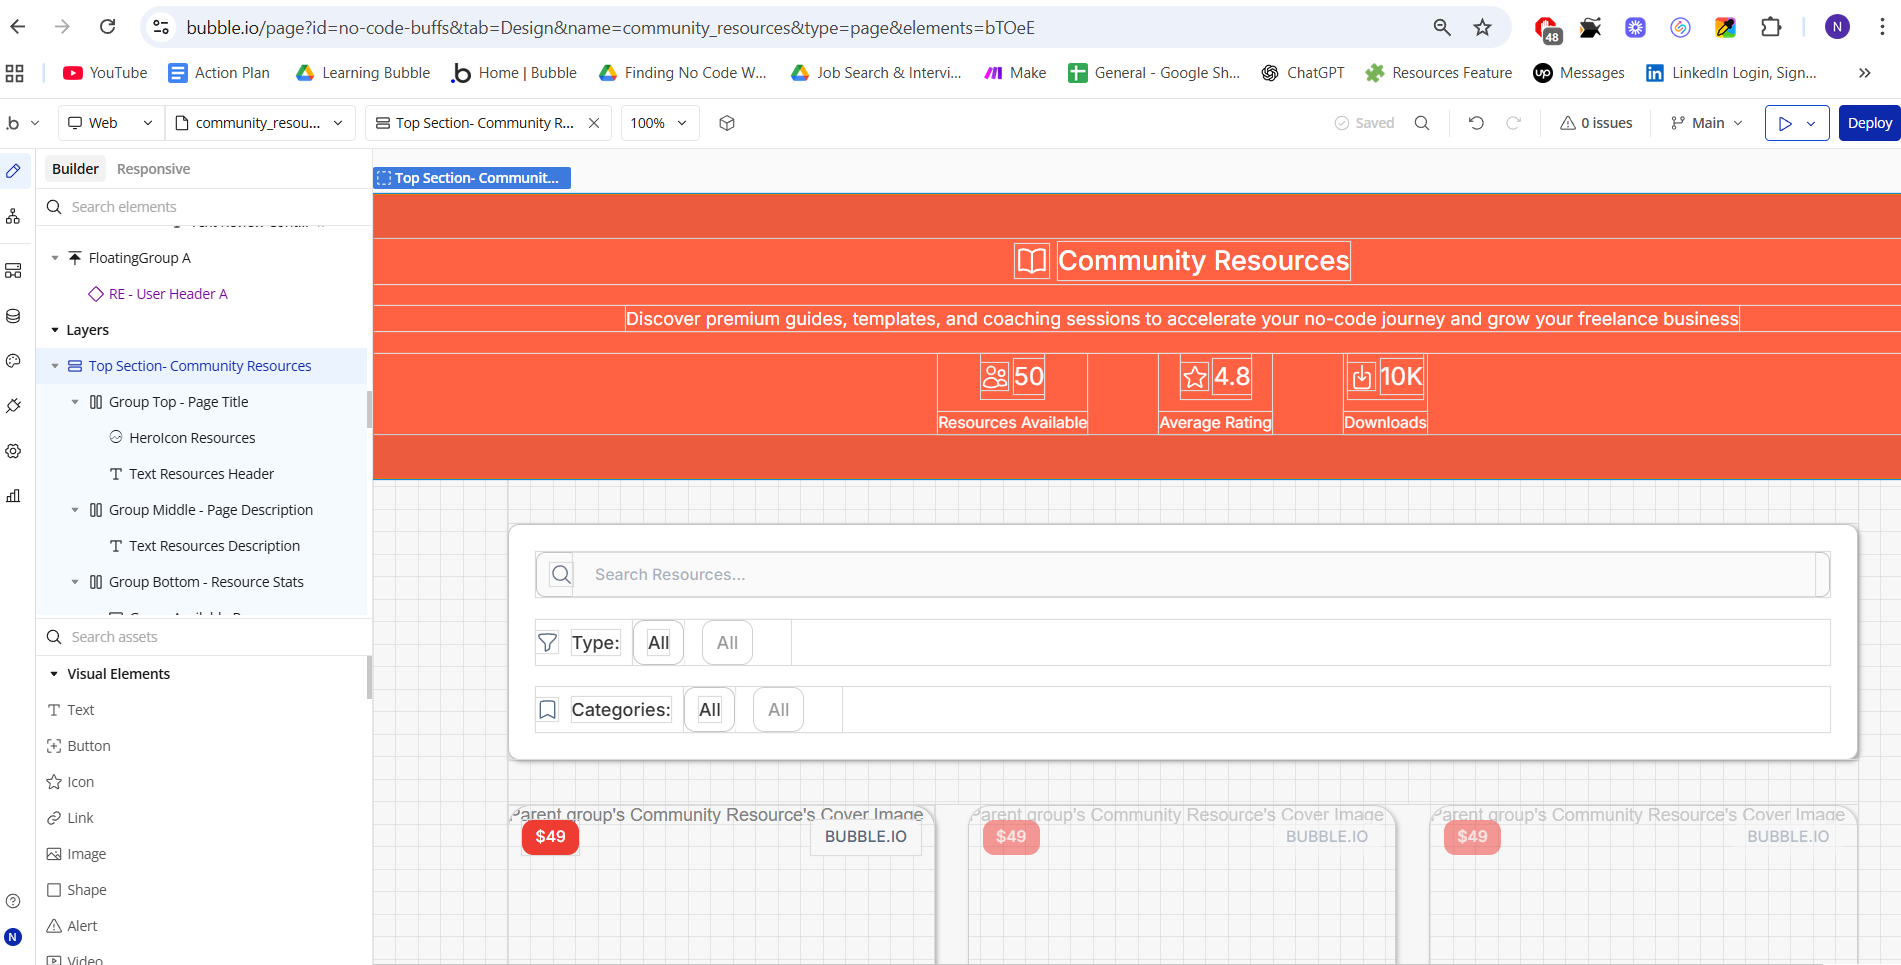 bubble.io/page?id=no-code-buffs&tab=Design&name=community_resources&type=page&elements=bTOeE
48
N
YouTube
Action Plan
Learning Bubble
Home | Bubble
Finding No Code W...
Job Search & Intervi...
Make
General - Google Sh...
ChatGPT
Resources Feature
Messages
LinkedIn Login, Sign...
Web
community_resou...
Top Section- Community R...
100%
Saved
0 issues
Main
Deploy
Builder
Responsive
Search elements
FloatingGroup A
RE - User Header A
Layers
Top Section- Community Resources
Group Top - Page Title
HeroIcon Resources
Text Resources Header
Group Middle - Page Description
Text Resources Description
Group Bottom - Resource Stats
Search assets
Visual Elements
Text
Button
Icon
Link
Image
Shape
Alert
Video
N
Top Section- Communit...
Community Resources
Discover premium guides, templates, and coaching sessions to accelerate your no-code journey and grow your freelance business
50
4.8
10K
Resources Available
Average Rating
Downloads
Search Resources...
Type:
All
All
Categories:
All
All
Parent group's Community Resource's Cover Image
Parent group's Community Resource's Cover Image
Parent group's Community Resource's Cover Image
$49
BUBBLE.IO
$49
BUBBLE.IO
$49
BUBBLE.IO